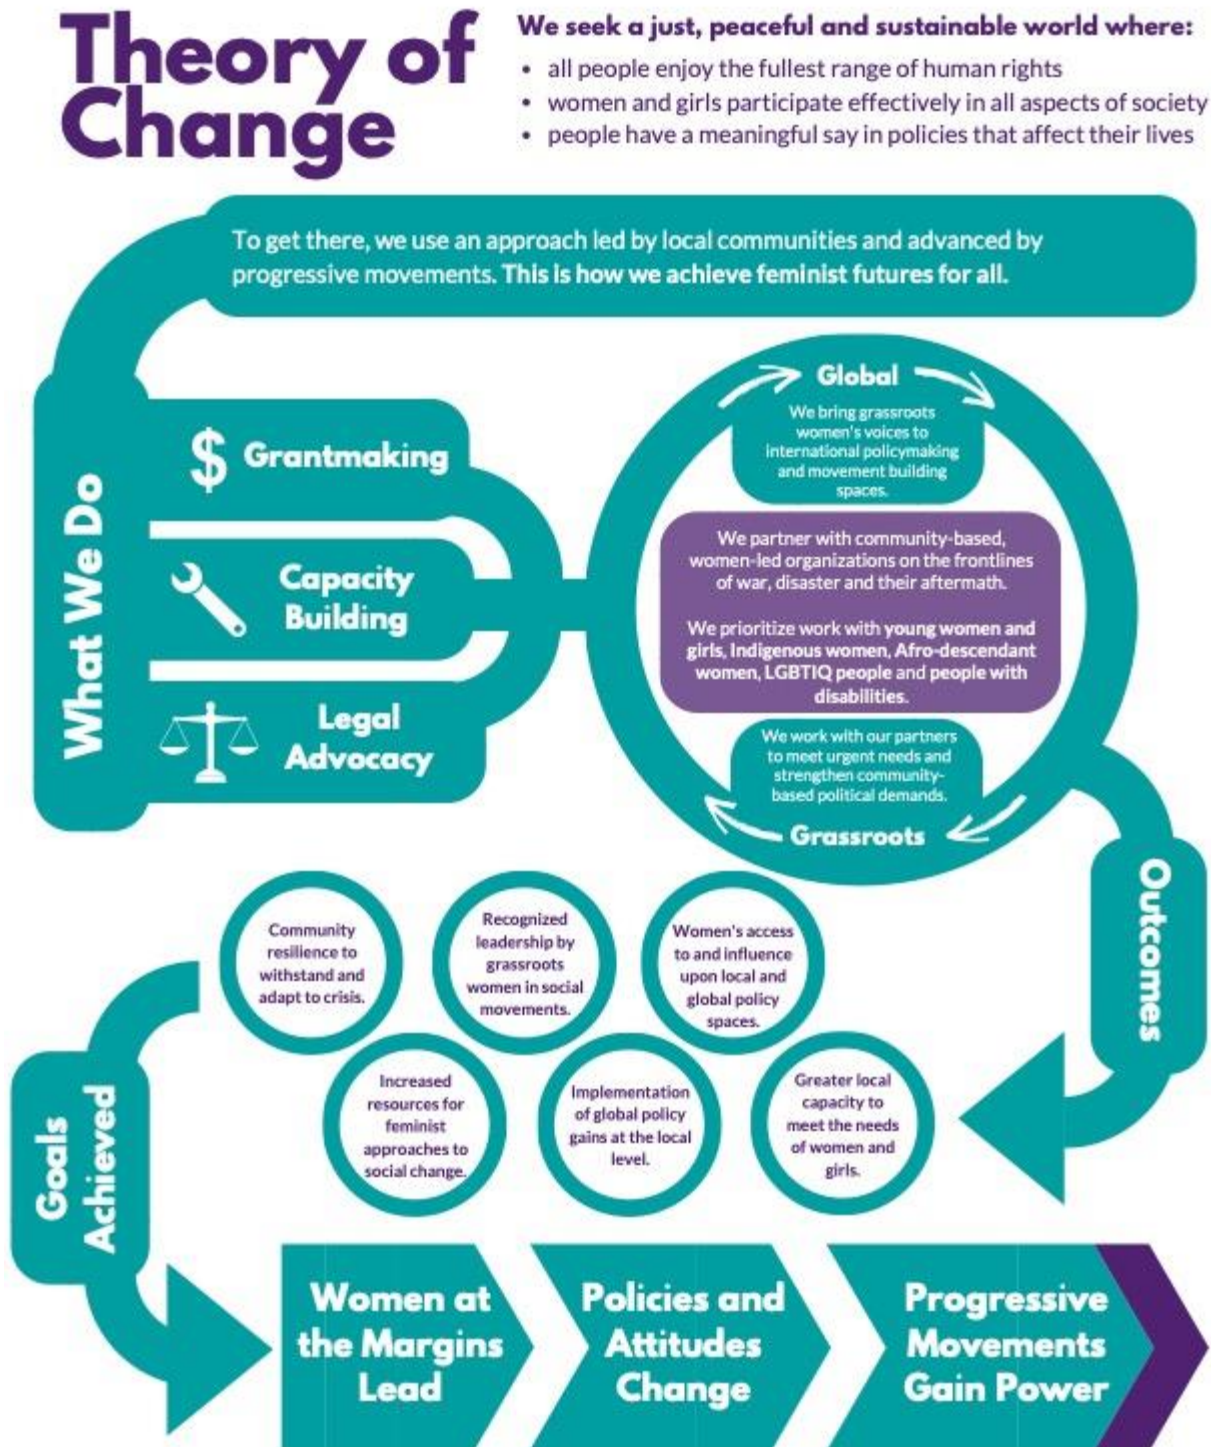 Theory of
Change
We seek a just, peaceful and sustainable world where:
• all people enjoy the fullest range of human rights
• women and girls participate effectively in all aspects of society
• people have a meaningful say in policies that affect their lives
To get there, we use an approach led by local communities and advanced by
progressive movements. This is how we achieve feminist futures for all.
What We Do
$ Grantmaking
Capacity
Building
Legal
Advocacy
Global
We bring grassroots
women's voices to
international policymaking
and movement building
spaces.
We partner with community-based,
women-led organizations on the frontlines
of war, disaster and their aftermath.
We prioritize work with young women and
girls, Indigenous women, Afro-descendant
women, LGBTIQ people and people with
disabilities.
We work with our partners
to meet urgent needs and
strengthen community-
based political demands.
Grassroots
Outcomes
Community
resilience to
withstand and
adapt to crisis.
Recognized
leadership by
grassroots
women in social
movements.
Women's access
to and influence
upon local and
global policy
spaces.
Increased
resources for
feminist
approaches to
social change.
Implementation
of global policy
gains at the local
level.
Greater local
capacity to
meet the needs
of women and
girls.
Goals
Achieved
Women at
the Margins
Lead
Policies and
Attitudes
Change
Progressive
Movements
Gain Power